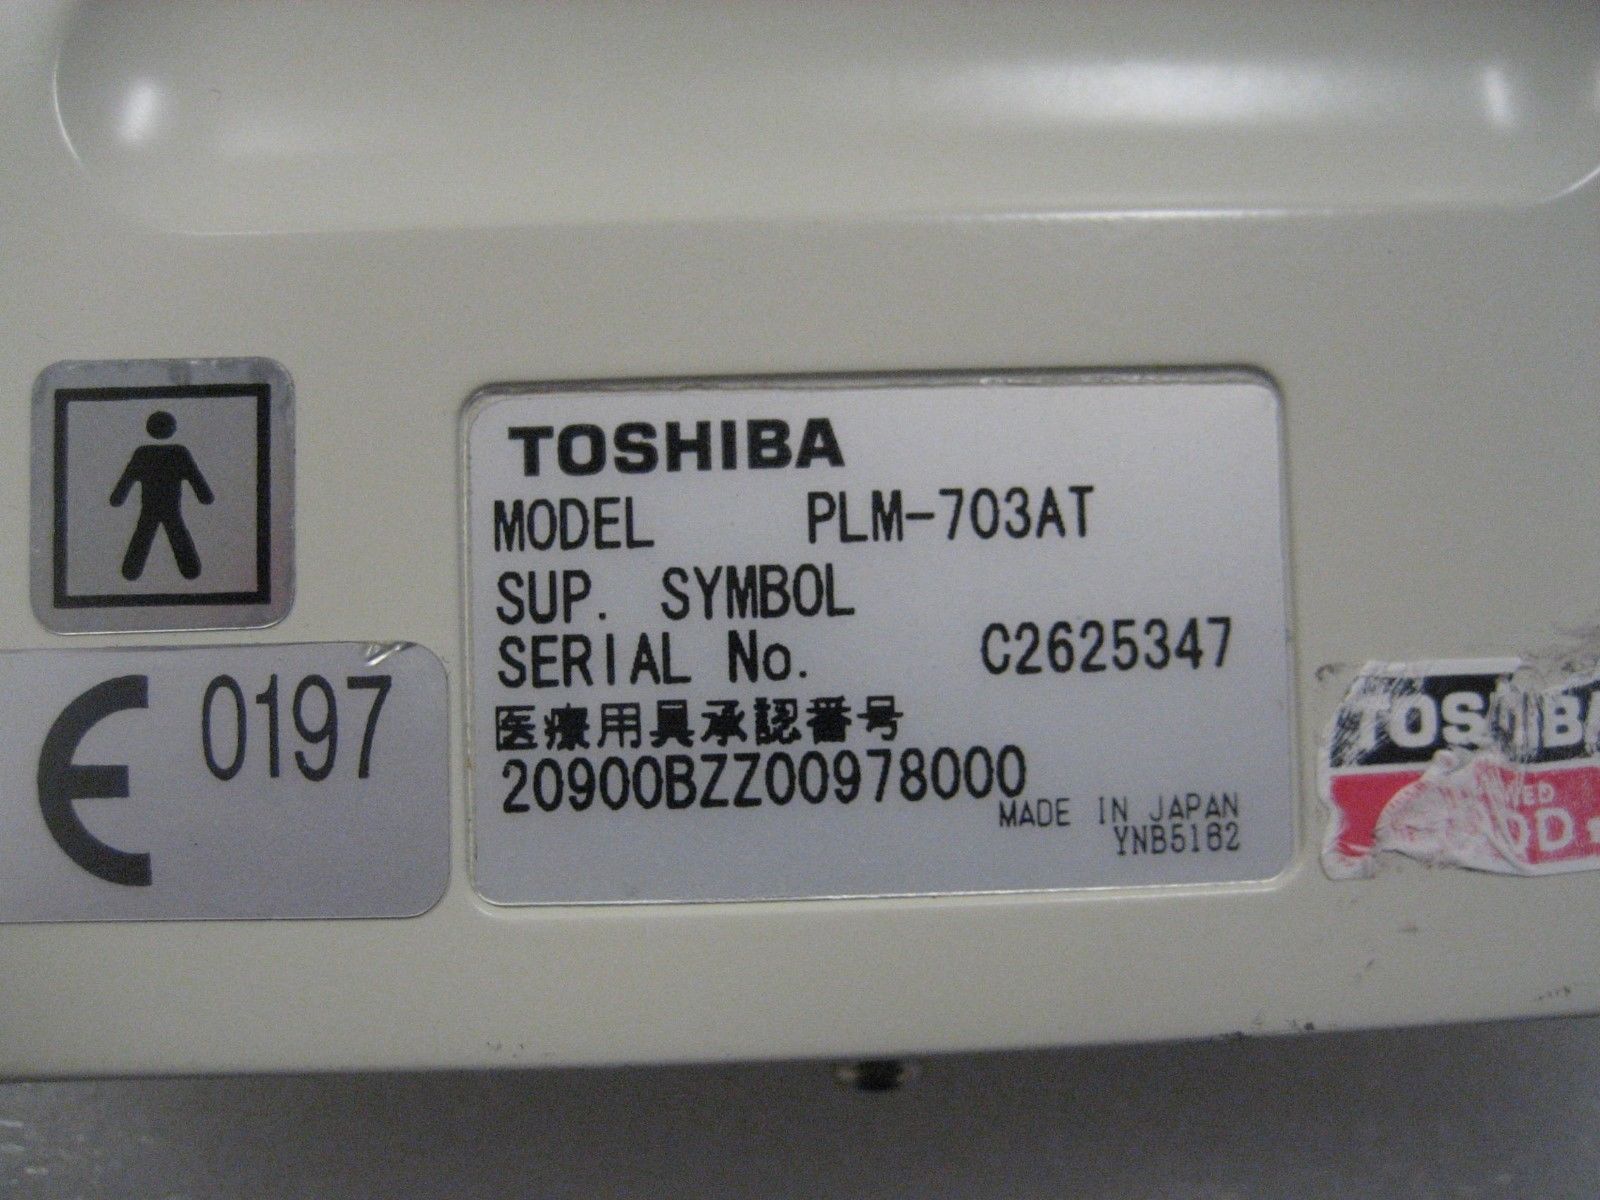 TOSHIBA
MODEL PLM-703AT
SUP. SYMBOL
SERIAL No. C2625347
医療用具承認番号
20900BZZ00978000
MADE IN JAPAN
YNB5162
CE 0197
TOSHIBA